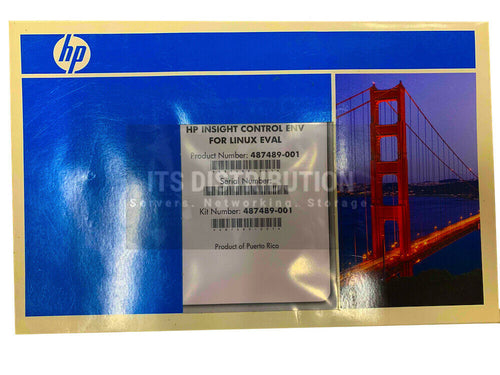 hp
HP INSIGHT CONTROL ENV
FOR LINUX EVAL
Product Number: 487489-001
Serial Number:
ITS DISTRIBUTION
Servers. Networking. Storage.
Kit Number: 487489-001
Product of Puerto Rico